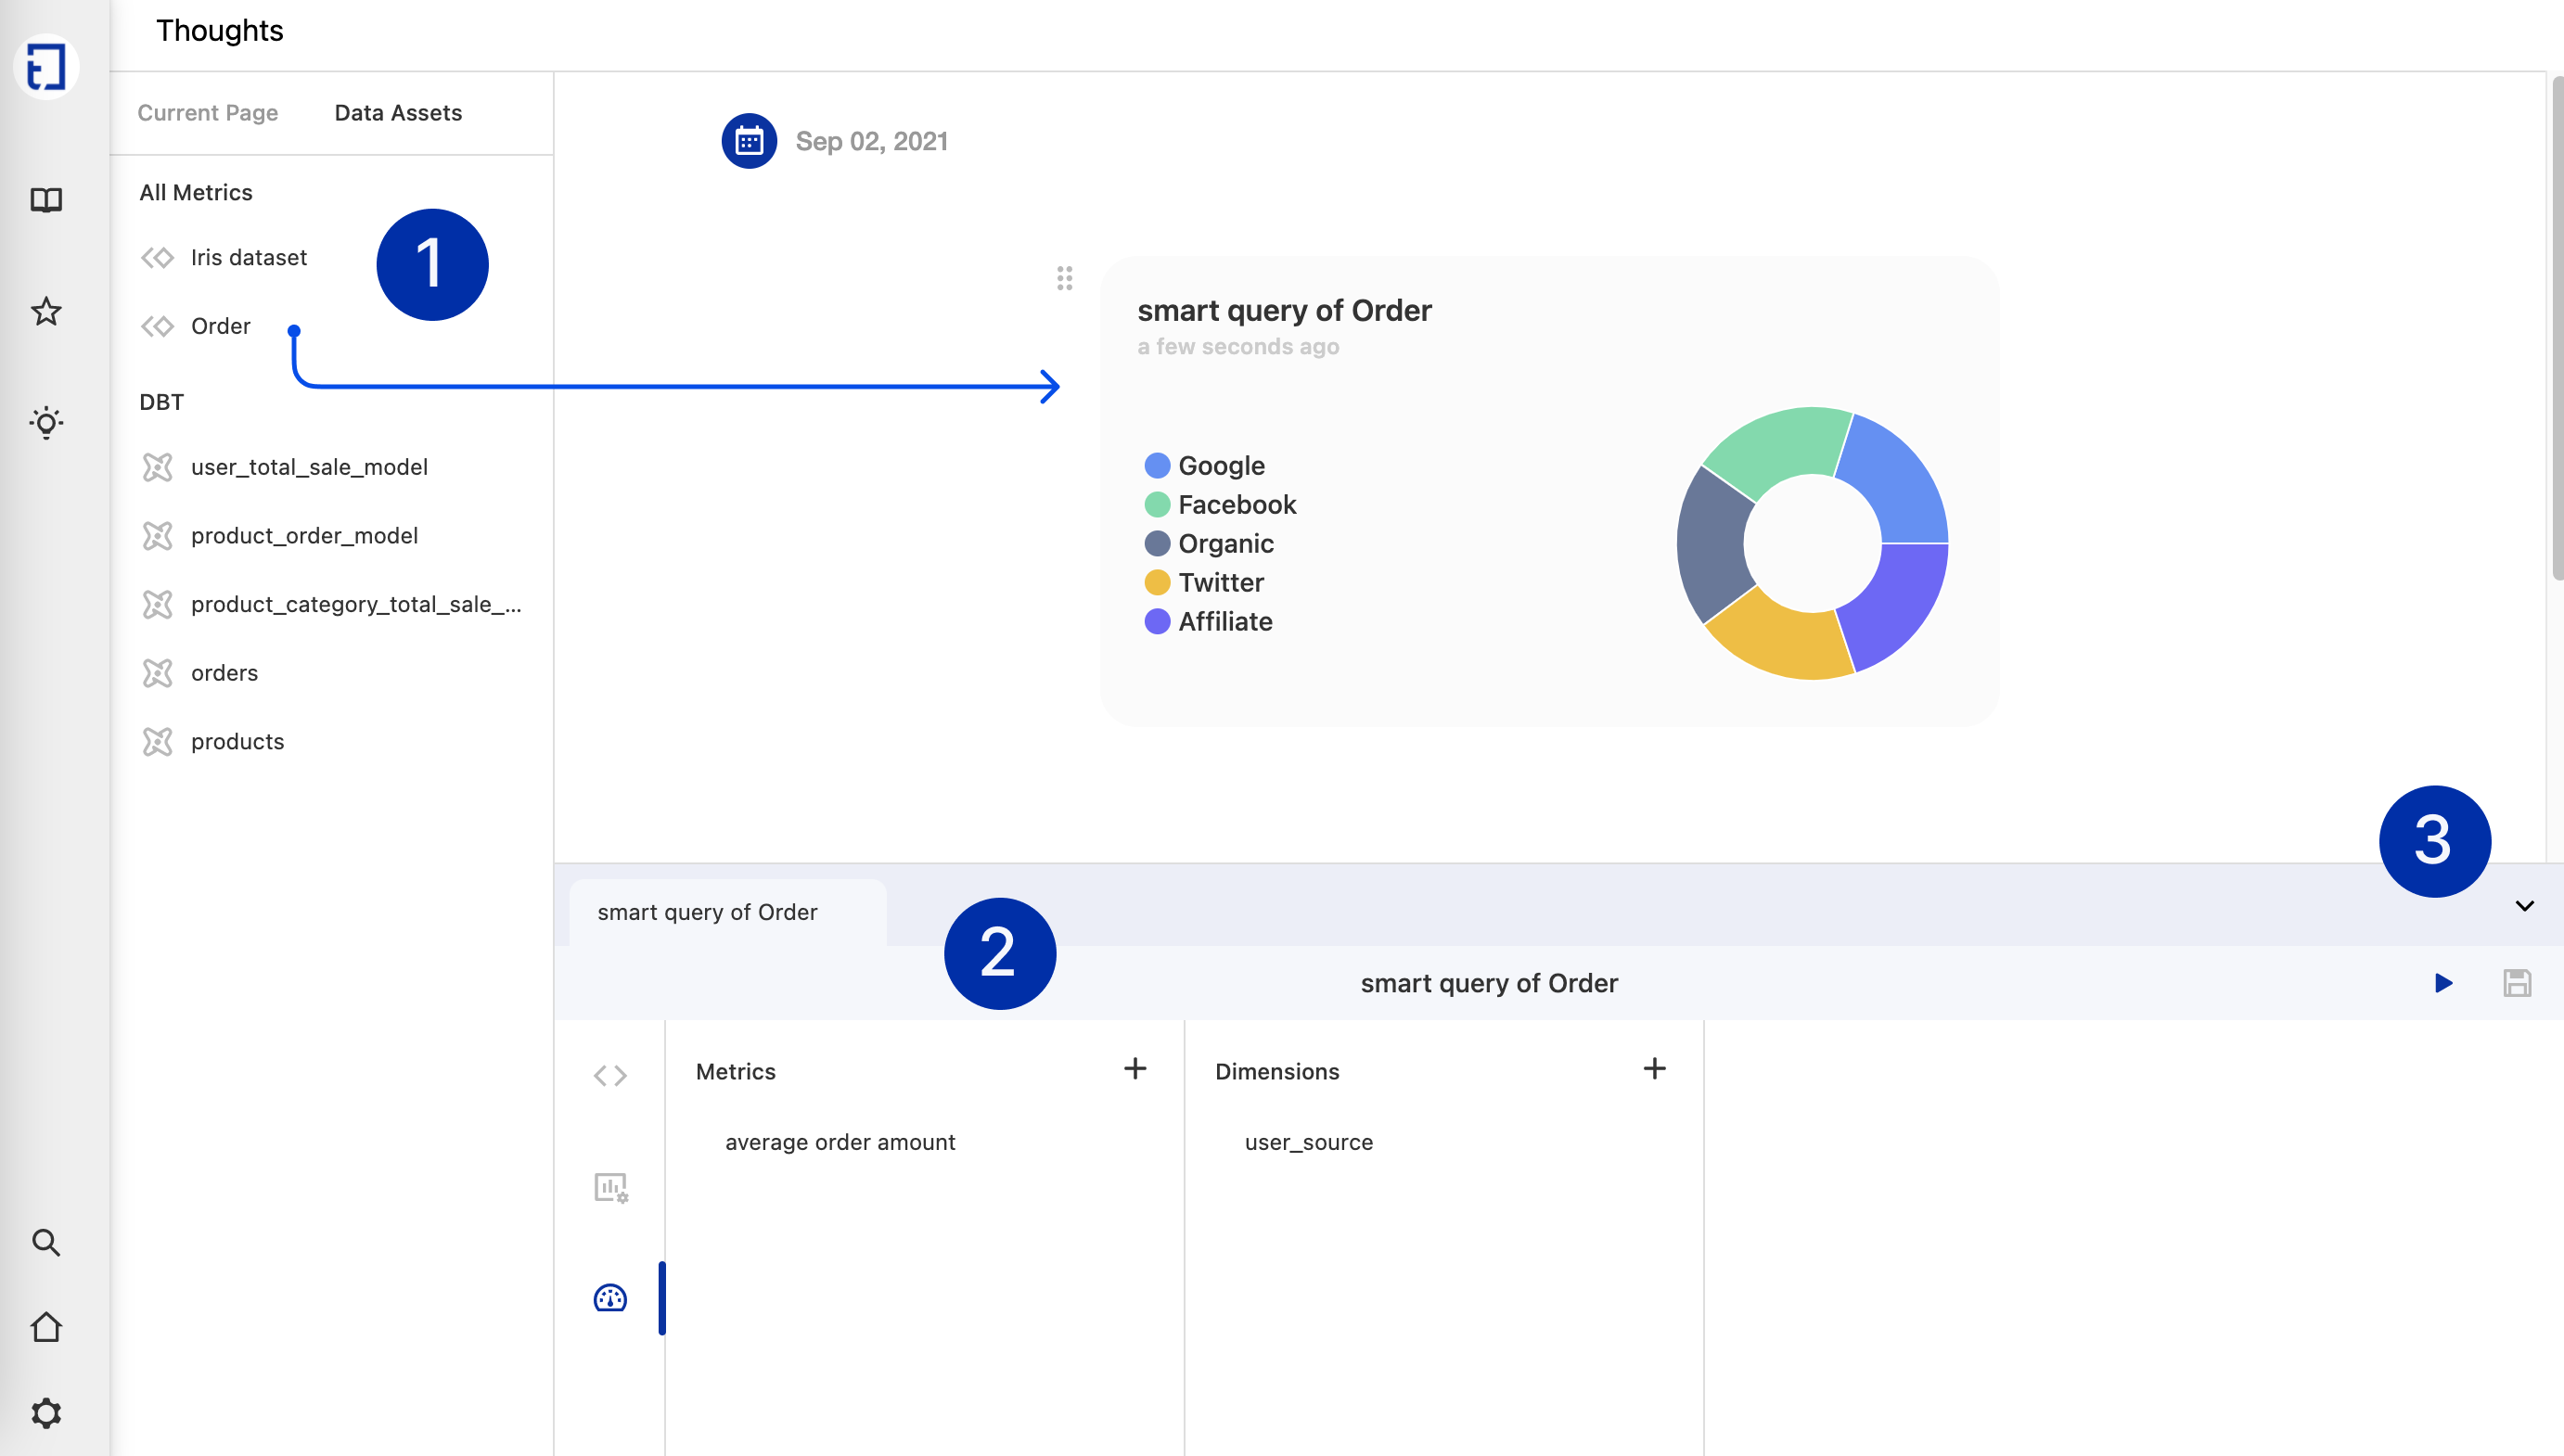 Thoughts
Current Page
Data Assets
Sep 02, 2021
All Metrics
Iris dataset
1
Order
DBT
user_total_sale_model
product_order_model
product_category_total_sale_...
orders
products
smart query of Order
a few seconds ago
Google
Facebook
Organic
Twitter
Affiliate
3
smart query of Order
2
smart query of Order
Metrics
Dimensions
average order amount
user_source